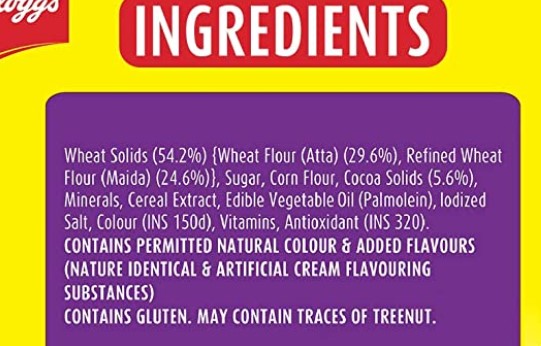 INGREDIENTS
Wheat Solids (54.2%) {Wheat Flour (Atta) (29.6%), Refined Wheat
Flour (Maida) (24.6%)}, Sugar, Corn Flour, Cocoa Solids (5.6%),
Minerals, Cereal Extract, Edible Vegetable Oil (Palmolein), Iodized
Salt, Colour (INS 150d), Vitamins, Antioxidant (INS 320).
CONTAINS PERMITTED NATURAL COLOUR & ADDED FLAVOURS
(NATURE IDENTICAL & ARTIFICIAL CREAM FLAVOURING
SUBSTANCES)
CONTAINS GLUTEN. MAY CONTAIN TRACES OF TREENUT.